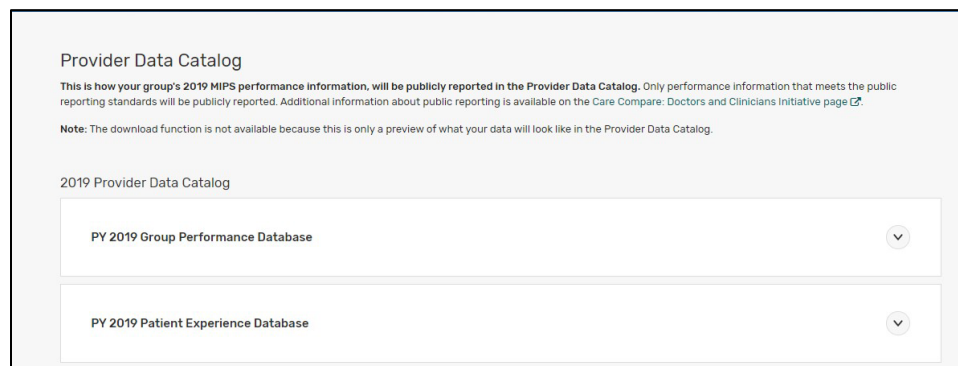 Provider Data Catalog
This is how your group's 2019 MIPS performance information, will be publicly reported in the Provider Data Catalog. Only performance information that meets the public
reporting standards will be publicly reported. Additional information about public reporting is available on the Care Compare: Doctors and Clinicians Initiative page.
Note: The download function is not available because this is only a preview of what your data will look like in the Provider Data Catalog.
2019 Provider Data Catalog
PY 2019 Group Performance Database
PY 2019 Patient Experience Database